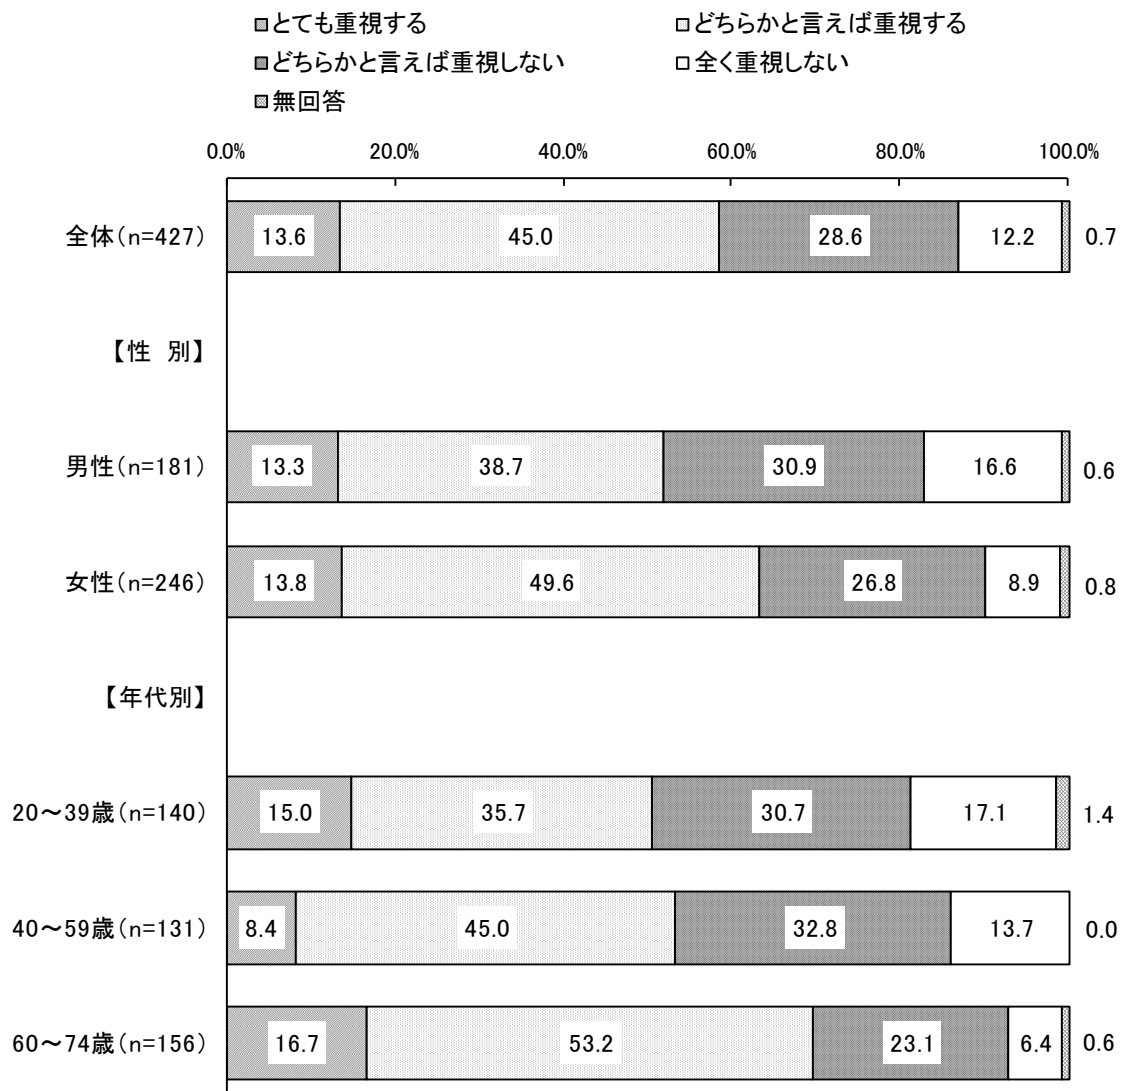 とても重視する どちらかと言えば重視する
どちらかと言えば重視しない 全く重視しない
無回答
0.0% 20.0% 40.0% 60.0% 80.0% 100.0%
全体(n=427) 13.6 45.0 28.6 12.2 0.7
【性 別】
男性(n=181) 13.3 38.7 30.9 16.6 0.6
女性(n=246) 13.8 49.6 26.8 8.9 0.8
【年代別】
20～39歳(n=140) 15.0 35.7 30.7 17.1 1.4
40～59歳(n=131) 8.4 45.0 32.8 13.7 0.0
60～74歳(n=156) 16.7 53.2 23.1 6.4 0.6